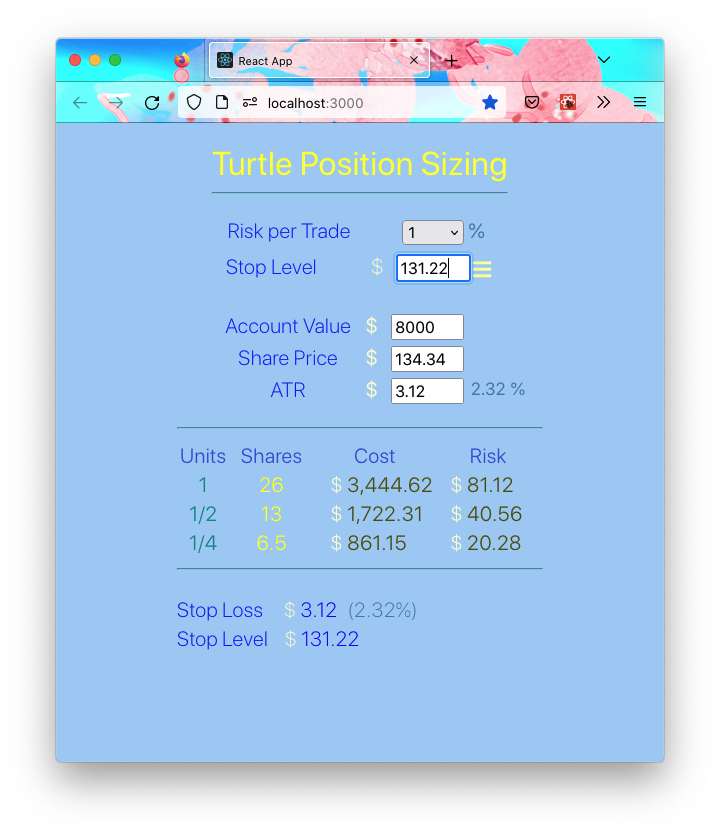 React App
localhost:3000
Turtle Position Sizing
Risk per Trade 1 %
Stop Level $ 131.22
Account Value $ 8000
Share Price $ 134.34
ATR $ 3.12 2.32 %
Units Shares Cost Risk
1 26 $ 3,444.62 $ 81.12
1/2 13 $ 1,722.31 $ 40.56
1/4 6.5 $ 861.15 $ 20.28
Stop Loss $ 3.12 (2.32%)
Stop Level $ 131.22